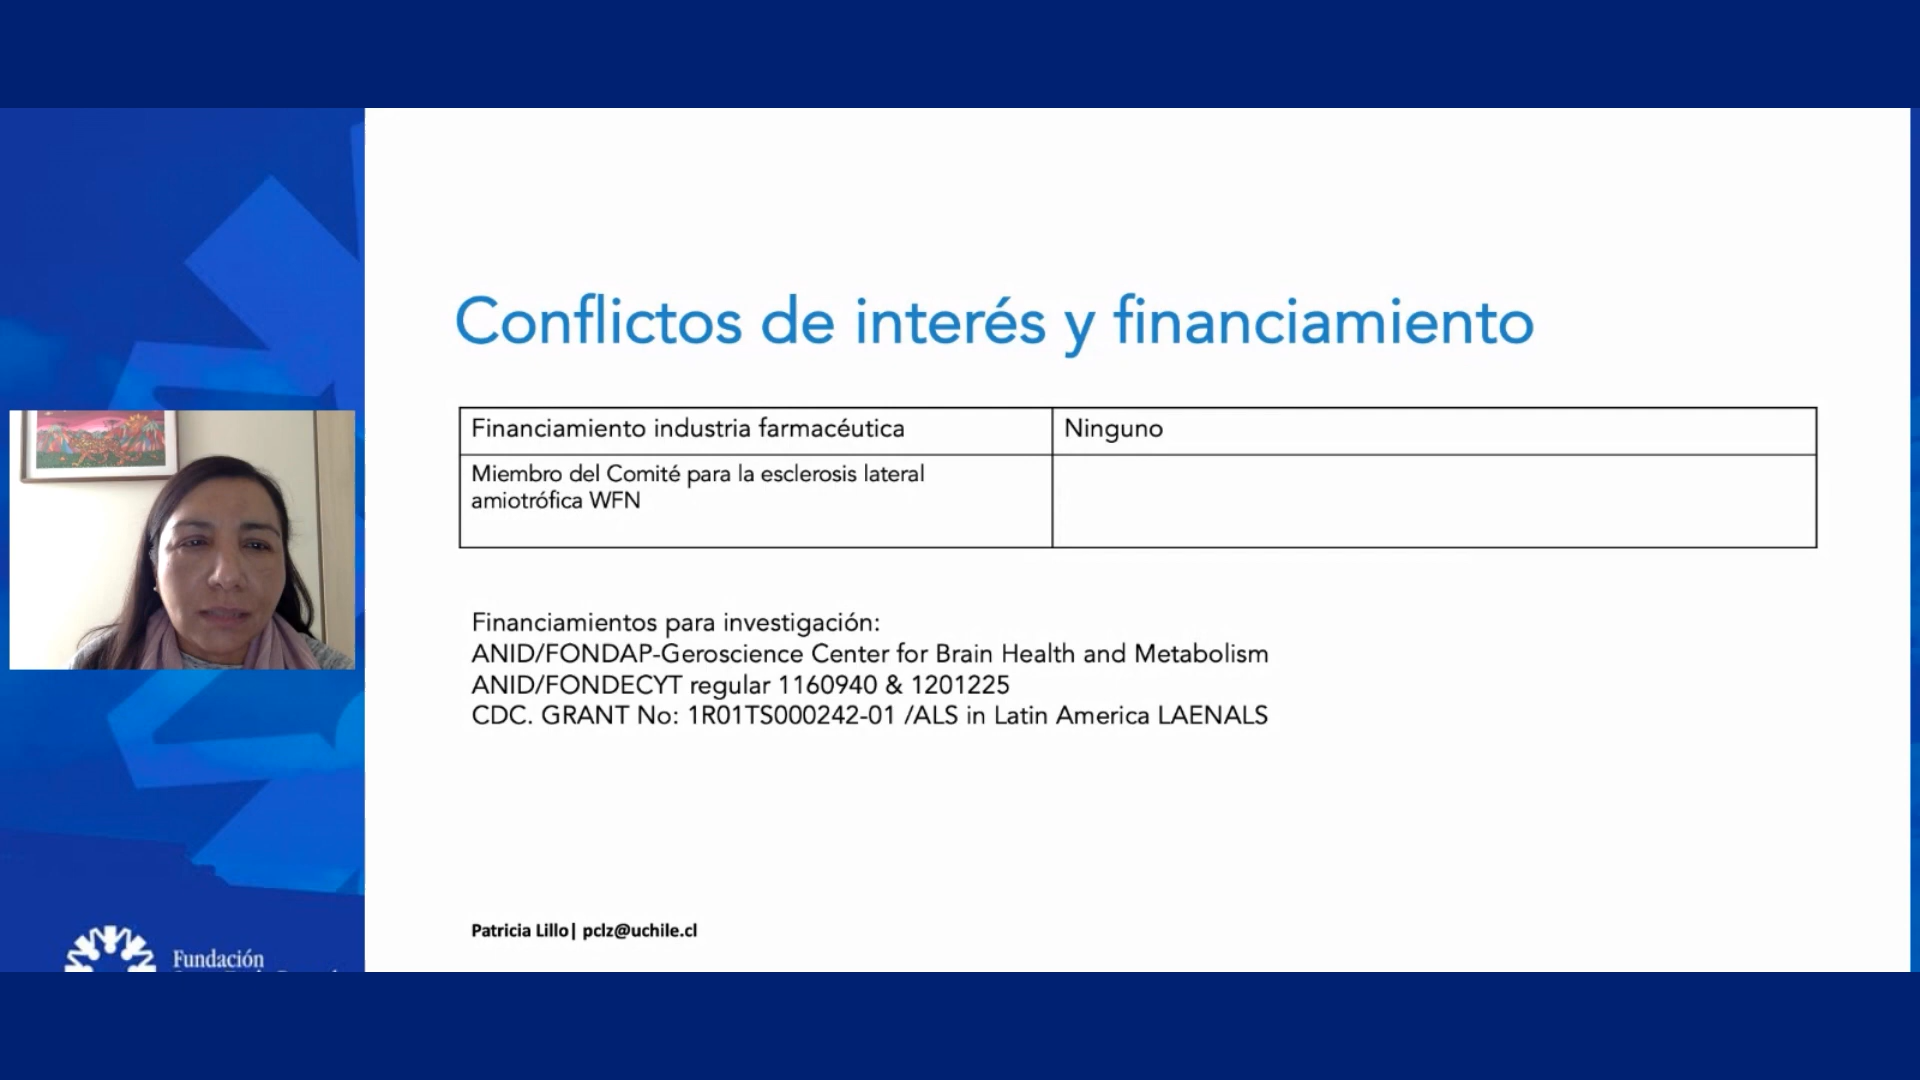 Conflictos de interés y financiamiento
Financiamiento industria farmacéutica
Ninguno
Miembro del Comité para la esclerosis lateral
amiotrófica WFN
Financiamientos para investigación:
ANID/FONDAP-Geroscience Center for Brain Health and Metabolism
ANID/FONDECYT regular 1160940 & 1201225
CDC. GRANT No: 1R01TS000242-01 /ALS in Latin America LAENALS
Patricia Lillo| pclz@uchile.cl
Fundación